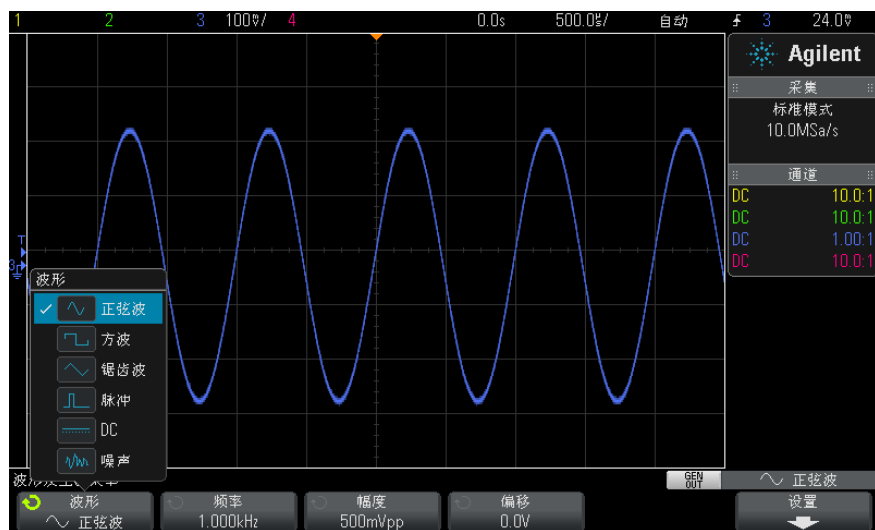 1 2 3 100▿/ 4 0.0s 500.0▿/ 自动 3 24.0▿
Agilent
采集
标准模式
10.0MSa/s
通道
DC 10.0:1
DC 10.0:1
DC 1.00:1
DC 10.0:1
T
3
波形
正弦波
方波
锯齿波
脉冲
DC
噪声
GEN OUT 正弦波
波形 正弦波
频率 1.000kHz
幅度 500mVpp
偏移 0.0V
设置